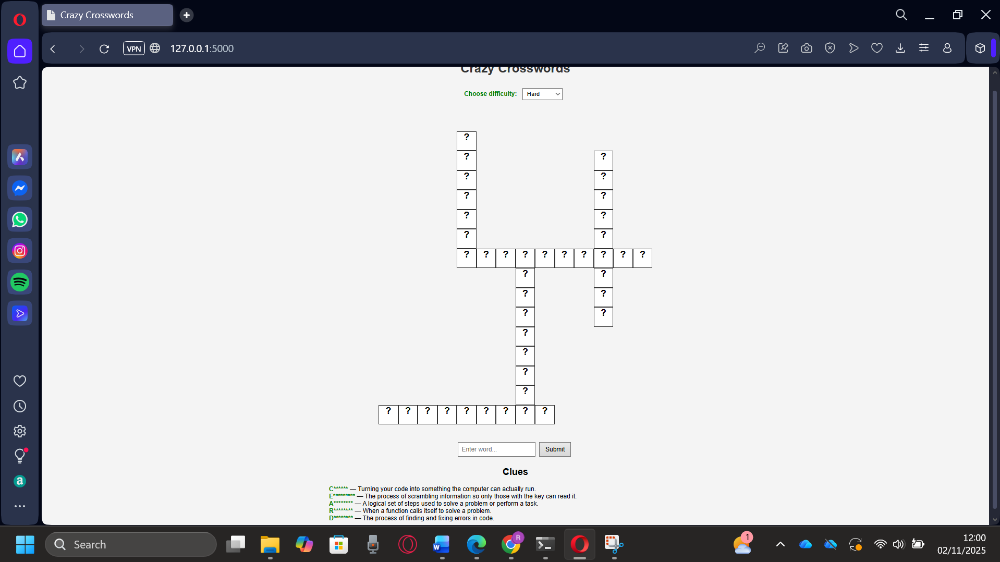 Crazy Crosswords
VPN 127.0.0.1:5000
Crazy Crosswords
Choose difficulty: Hard
?
? ?
? ?
? ?
? ?
? ?
? ? ? ? ? ? ? ? ? ?
? ?
? ?
? ?
?
?
?
?
? ? ? ? ? ? ? ? ?
Enter word... Submit
Clues
C****** — Turning your code into something the computer can actually run.
E********* — The process of scrambling information so only those with the key can read it.
A******** — A logical set of steps used to solve a problem or perform a task.
R******** — When a function calls itself to solve a problem.
D******** — The process of finding and fixing errors in code.
a
Search
W
R
1
12:00
02/11/2025